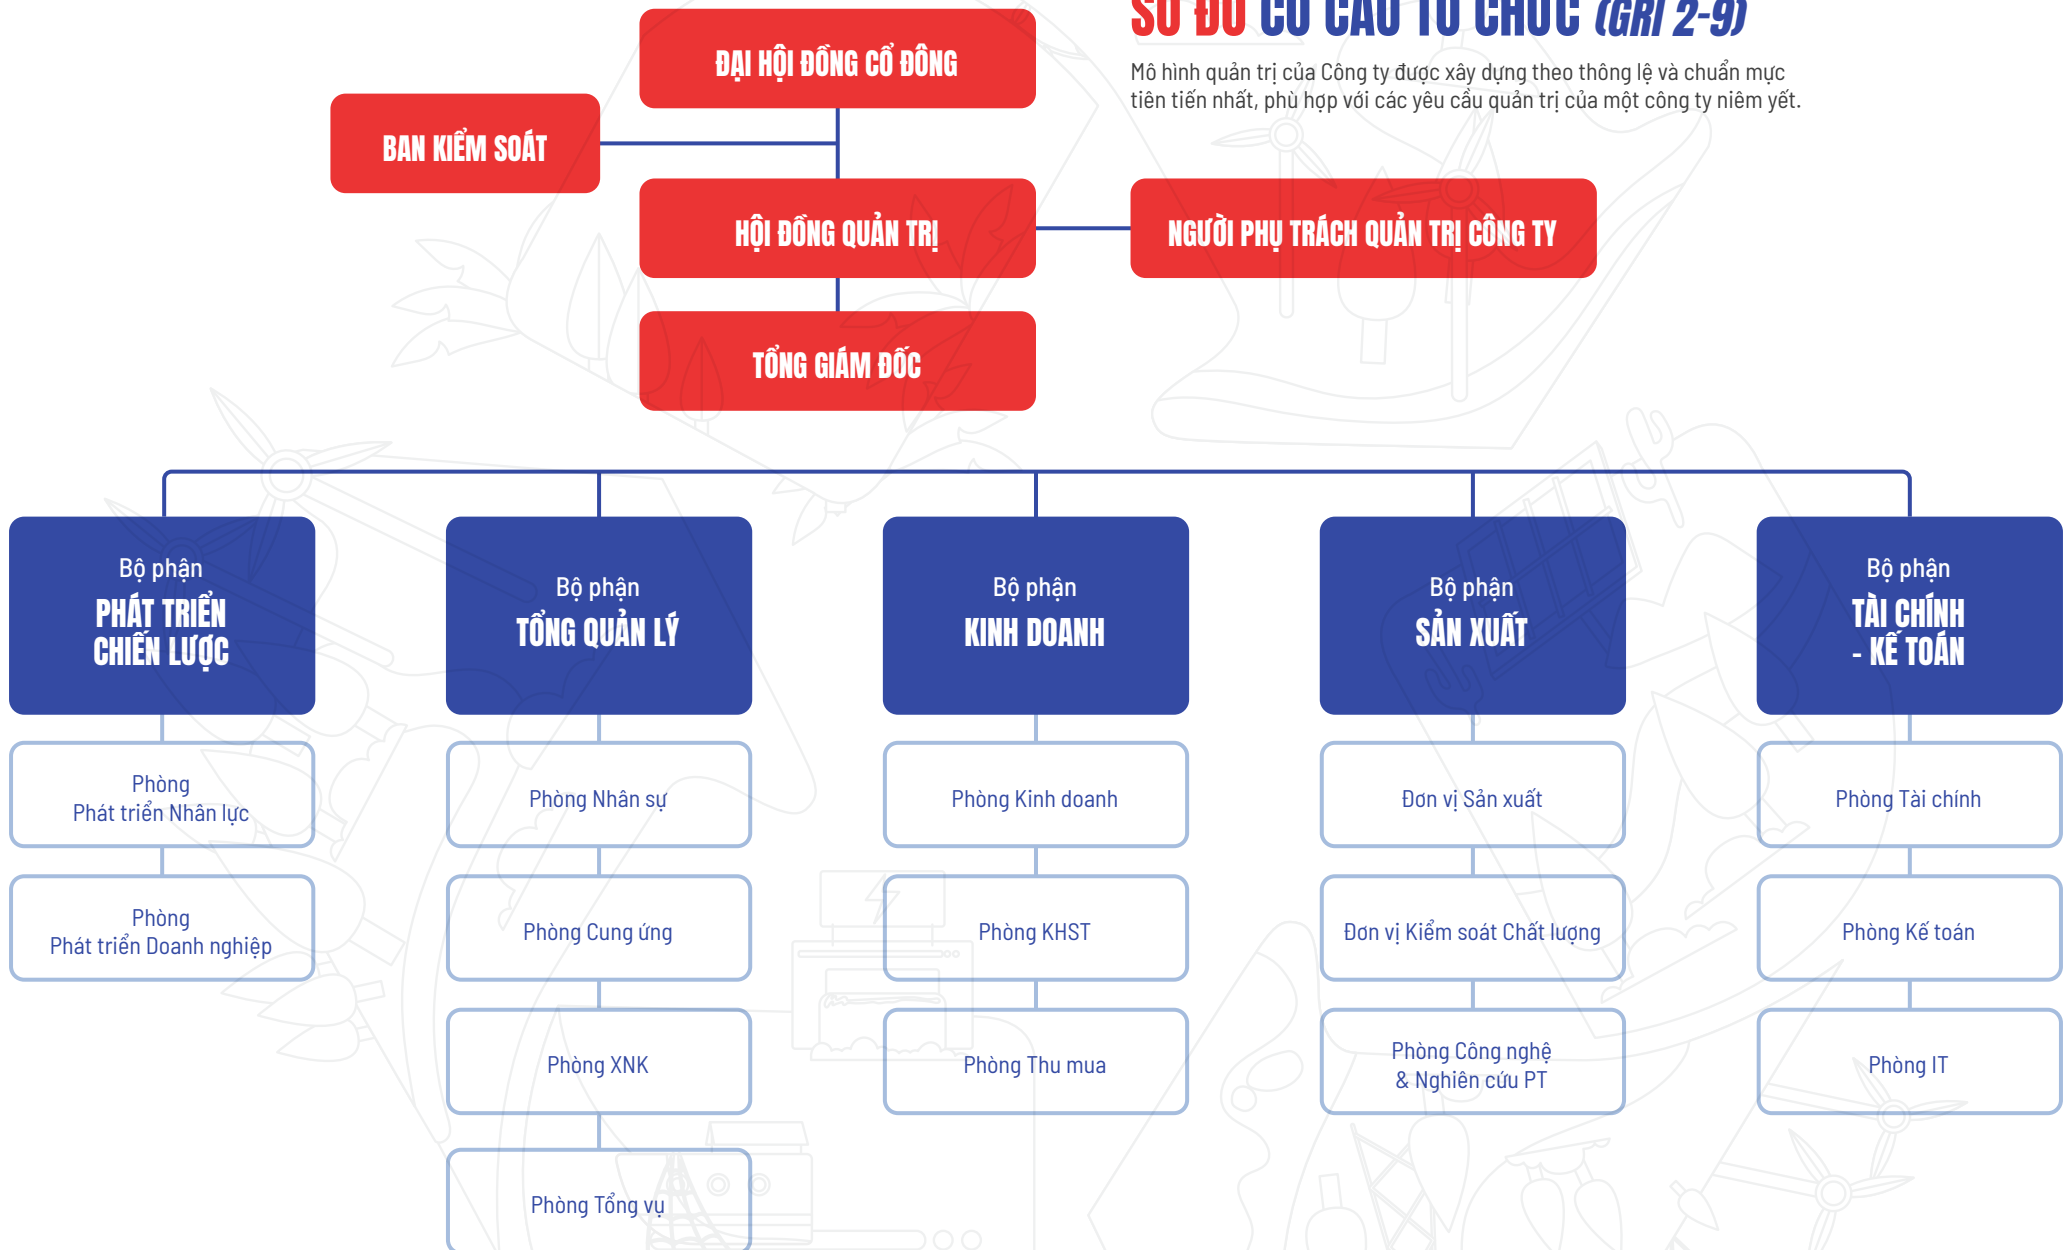 SƠ ĐỒ CƠ CẤU TỔ CHỨC (GRI 2-9)
Mô hình quản trị của Công ty được xây dựng theo thông lệ và chuẩn mực
tiên tiến nhất, phù hợp với các yêu cầu quản trị của một công ty niêm yết.
ĐẠI HỘI ĐỒNG CỔ ĐÔNG
BAN KIỂM SOÁT
HỘI ĐỒNG QUẢN TRỊ
NGƯỜI PHỤ TRÁCH QUẢN TRỊ CÔNG TY
TỔNG GIÁM ĐỐC
Bộ phận
PHÁT TRIỂN
CHIẾN LƯỢC
Phòng
Phát triển Nhân lực
Phòng
Phát triển Doanh nghiệp
Bộ phận
TỔNG QUẢN LÝ
Phòng Nhân sự
Phòng Cung ứng
Phòng XNK
Phòng Tổng vụ
Bộ phận
KINH DOANH
Phòng Kinh doanh
Phòng KHST
Phòng Thu mua
Bộ phận
SẢN XUẤT
Đơn vị Sản xuất
Đơn vị Kiểm soát Chất lượng
Phòng Công nghệ
& Nghiên cứu PT
Bộ phận
TÀI CHÍNH
- KẾ TOÁN
Phòng Tài chính
Phòng Kế toán
Phòng IT